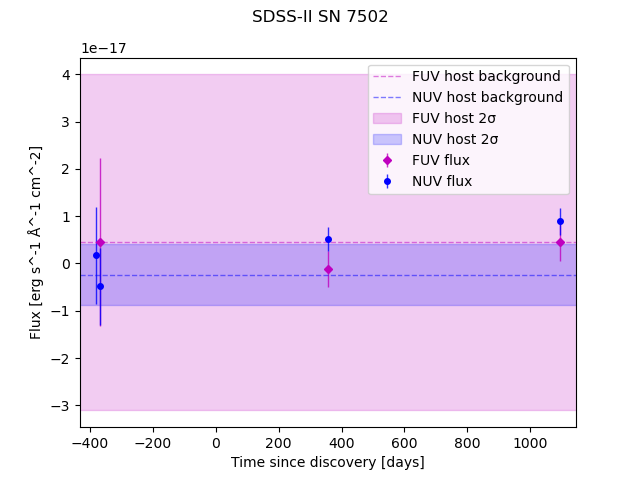 SDSS-II SN 7502
1e−17
FUV host background
NUV host background
FUV host 2σ
NUV host 2σ
FUV flux
NUV flux
4
3
2
1
0
−1
−2
−3
Flux [erg s^-1 Å^-1 cm^-2]
−400 −200 0 200 400 600 800 1000
Time since discovery [days]